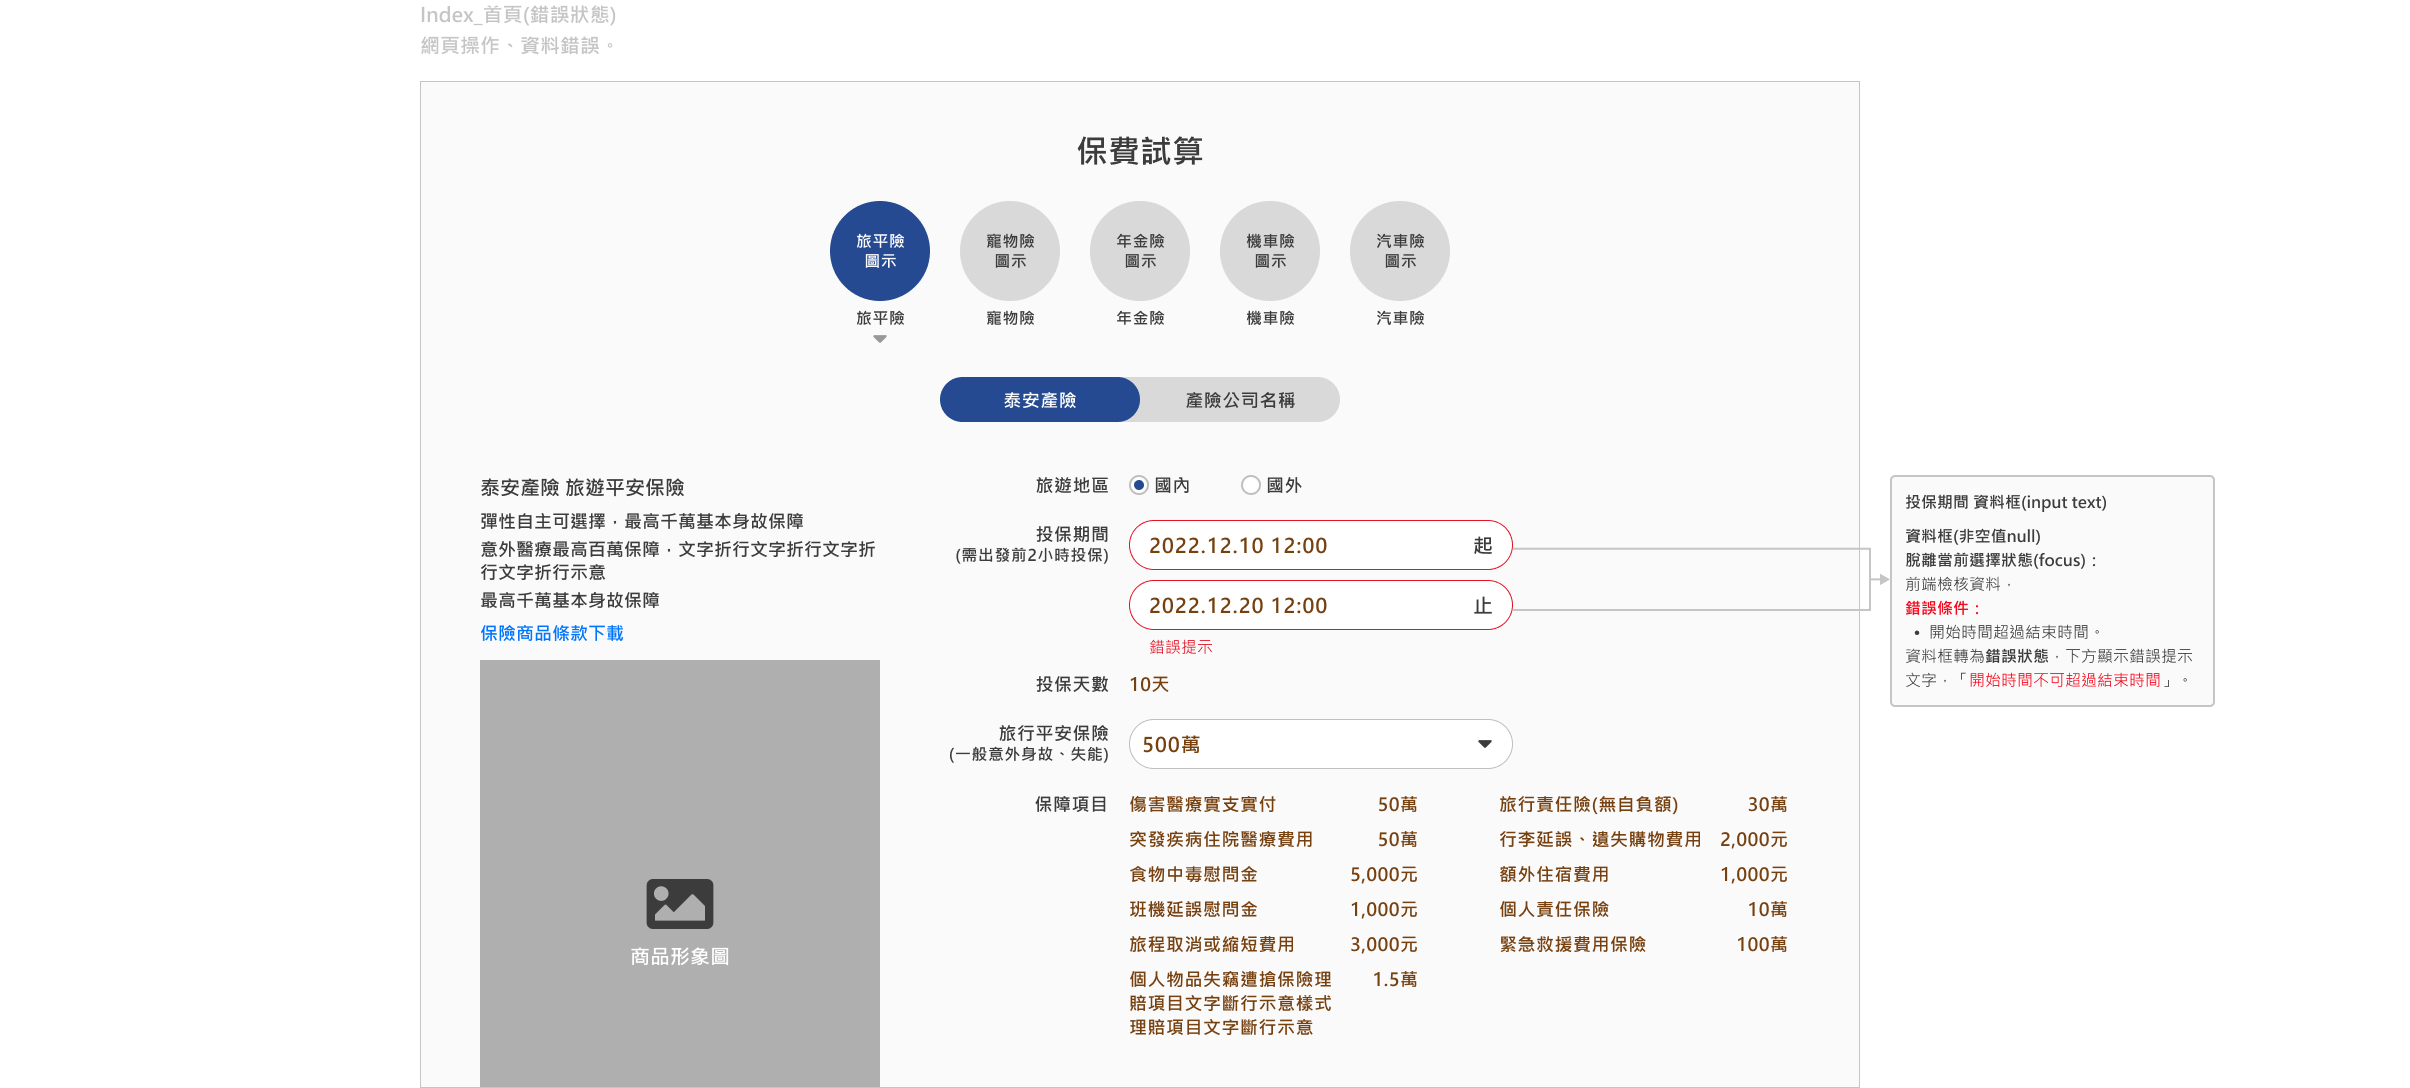 Index_首頁(錯誤狀態)
網頁操作、資料錯誤。
保費試算
旅平險
圖示
寵物險
圖示
年金險
圖示
機車險
圖示
汽車險
圖示
旅平險
寵物險
年金險
機車險
汽車險
泰安產險
產險公司名稱
泰安產險 旅遊平安保險
彈性自主可選擇，最高千萬基本身故保障
意外醫療最高百萬保障，文字折行文字折行文字折
行文字折行示意
最高千萬基本身故保障
保險商品條款下載
商品形象圖
旅遊地區
國內
國外
投保期間
(需出發前2小時投保)
2022.12.10 12:00 起
2022.12.20 12:00 止
錯誤提示
投保天數
10天
旅行平安保險
(一般意外身故、失能)
500萬
保障項目
傷害醫療實支實付 50萬
突發疾病住院醫療費用 50萬
食物中毒慰問金 5,000元
班機延誤慰問金 1,000元
旅程取消或縮短費用 3,000元
個人物品失竊遭搶保險理 1.5萬
賠項目文字斷行示意樣式
理賠項目文字斷行示意
旅行責任險(無自負額) 30萬
行李延誤、遺失購物費用 2,000元
額外住宿費用 1,000元
個人責任保險 10萬
緊急救援費用保險 100萬
投保期間 資料框(input text)
資料框(非空值null)
脫離當前選擇狀態(focus)：
前端檢核資料，
錯誤條件：
• 開始時間超過結束時間。
資料框轉為錯誤狀態，下方顯示錯誤提示
文字，「開始時間不可超過結束時間」。